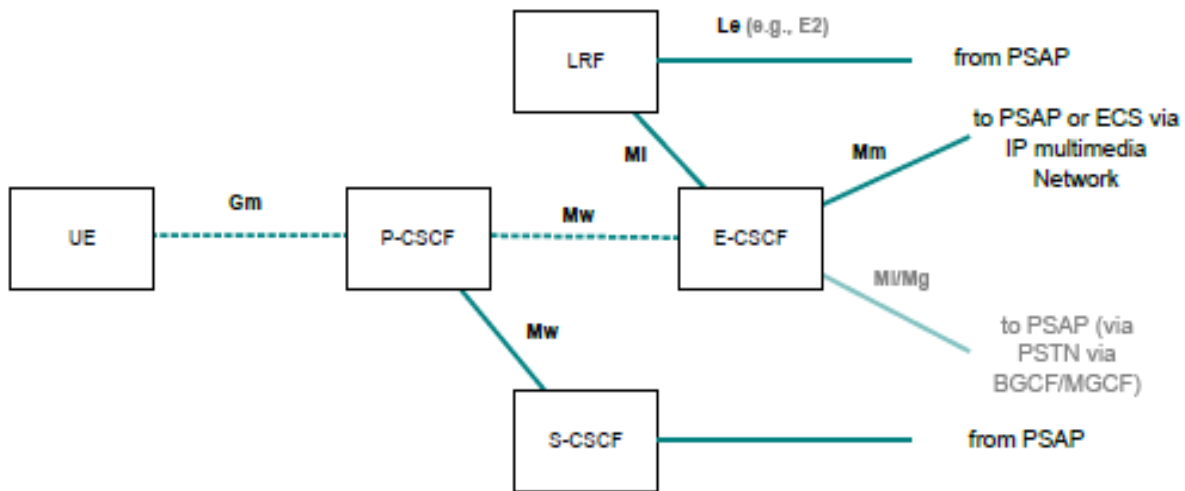 Le (e.g., E2)
LRF
from PSAP
to PSAP or ECS via
IP multimedia
Network
Ml
Mm
UE
Gm
P-CSCF
Mw
E-CSCF
MI/Mg
Mw
to PSAP (via
PSTN via
BGCF/MGCF)
S-CSCF
from PSAP